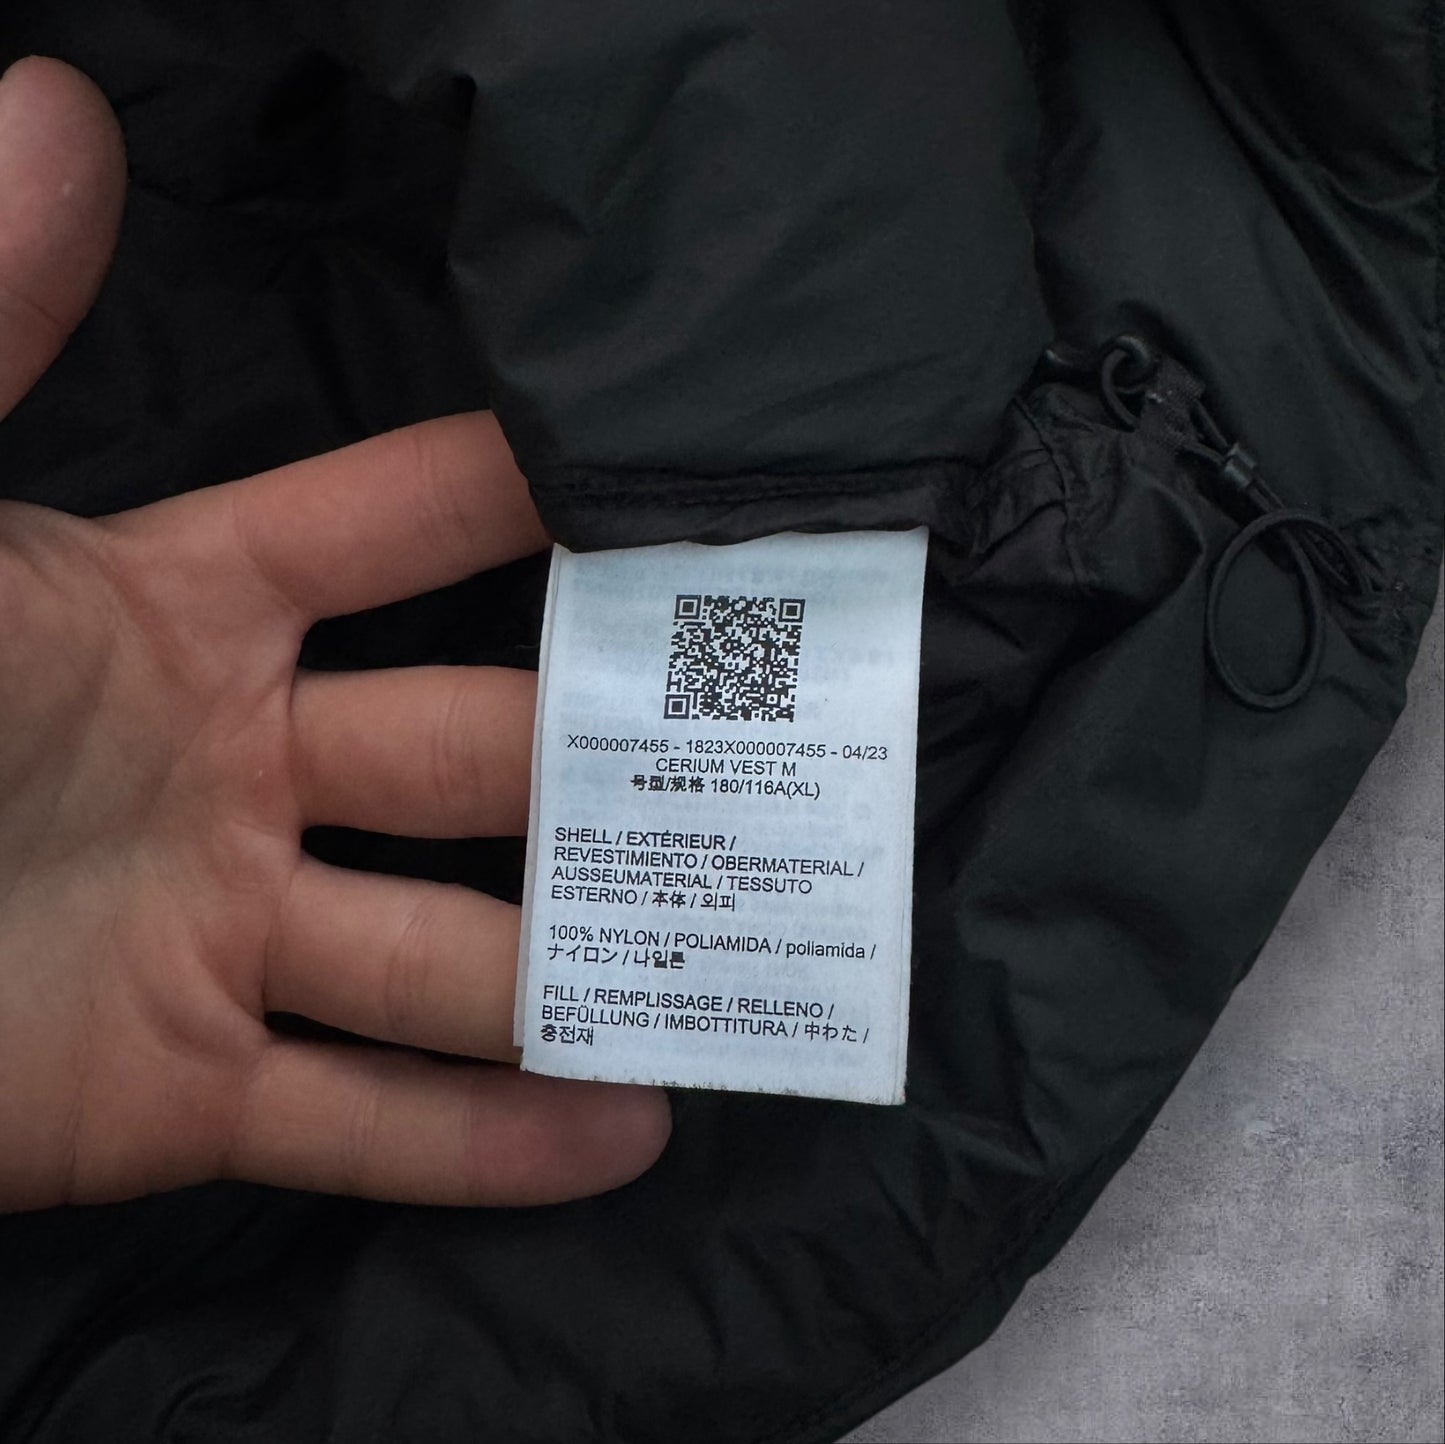 X000007455 - 1823X000007455 - 04/23
CERIUM VEST M
号型/规格 180/116A(XL)
SHELL / EXTÉRIEUR /
REVESTIMIENTO / OBERMATERIAL /
AUSSEUMATERIAL / TESSUTO
ESTERNO / 本体 / 외피
100% NYLON / POLIAMIDA / poliamida /
ナイロン / 나일론
FILL / REMPLISSAGE / RELLENO /
BEFÜLLUNG / IMBOTTITURA / 中わた /
충전재